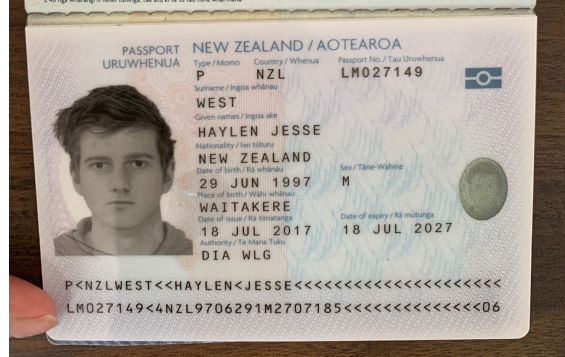 PASSPORT
URUWHENUA
NEW ZEALAND / AOTEAROA
Type / Momo Country / Whenua Passport No. / Tau Uruwhenua
P NZL LM027149
Surname / Ingoa whānau
WEST
Given names / Ingoa ake
HAYLEN JESSE
Nationality / Iwi tūturu
NEW ZEALAND
Date of birth / Rā whānau Sex / Tāne-Wahine
29 JUN 1997 M
Place of birth / Wāhi whānau
WAITAKERE
Date of issue / Rā timatanga Date of expiry / Rā mutunga
18 JUL 2017 18 JUL 2027
Authority / Te Mana Tuku
DIA WLG
P<NZLWEST<<HAYLEN<JESSE<<<<<<<<<<<<<<<<<<<<<
LM027149<4NZL9706291M2707185<<<<<<<<<<<<<<06